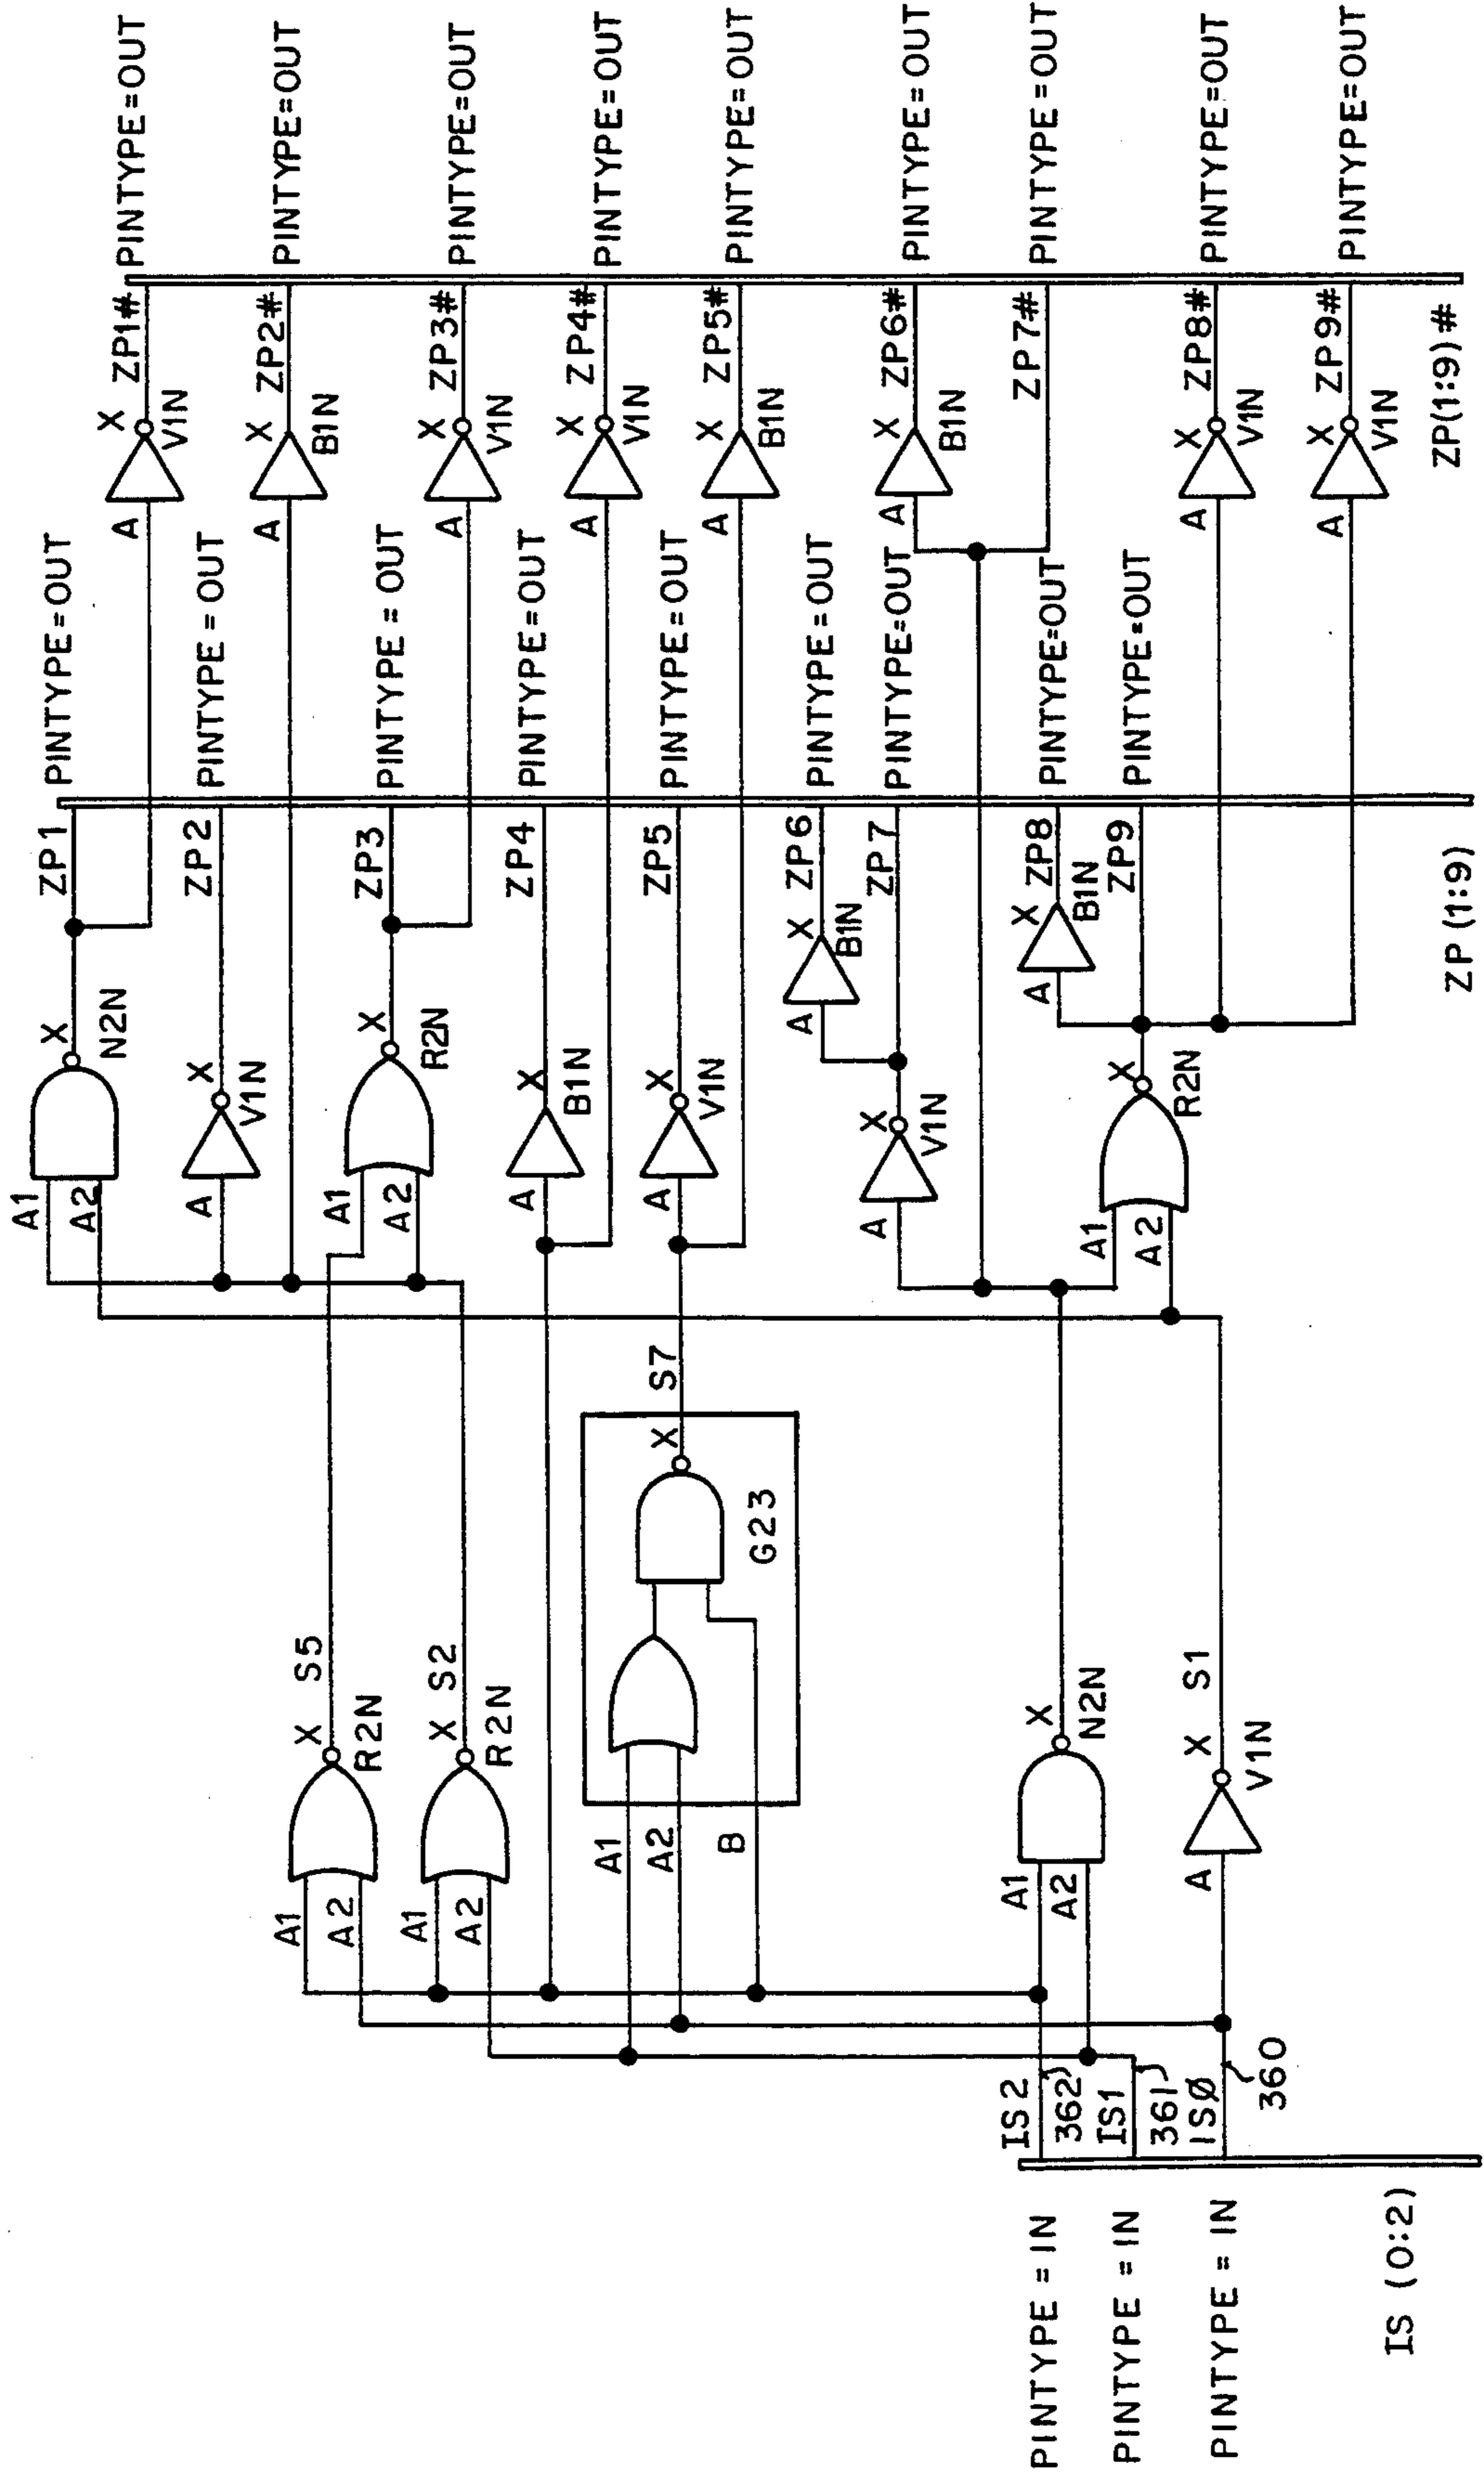 PINTYPE=OUT
PINTYPE=OUT
PINTYPE=OUT
PINTYPE=OUT
PINTYPE=OUT
PINTYPE=OUT
PINTYPE=OUT
PINTYPE=OUT
PINTYPE=OUT
ZP1#
ZP2#
ZP3#
ZP4#
ZP5#
ZP6#
ZP7#
ZP8#
ZP9#
ZP(1:9)#
X
V1N
X
B1N
X
V1N
X
V1N
X
B1N
X
B1N
X
V1N
X
V1N
A
A
A
A
A
A
A
A
PINTYPE=OUT
PINTYPE=OUT
PINTYPE=OUT
PINTYPE=OUT
PINTYPE=OUT
PINTYPE=OUT
PINTYPE=OUT
PINTYPE=OUT
PINTYPE=OUT
ZP1
ZP2
ZP3
ZP4
ZP5
ZP6
ZP7
ZP8
ZP9
ZP (1:9)
X
B1N
A
X
B1N
A
X
N2N
A1
A2
X
V1N
A
X
R2N
A1
A2
X
B1N
A
X
V1N
A
X
V1N
A
X
R2N
A1
A2
S7
X
G23
A1
A2
B
S5
X
R2N
A1
A2
S2
X
R2N
A1
A2
X
N2N
A1
A2
S1
X
V1N
A
IS2
362
IS1
361
ISØ
360
PINTYPE = IN
PINTYPE = IN
PINTYPE = IN
IS (0:2)